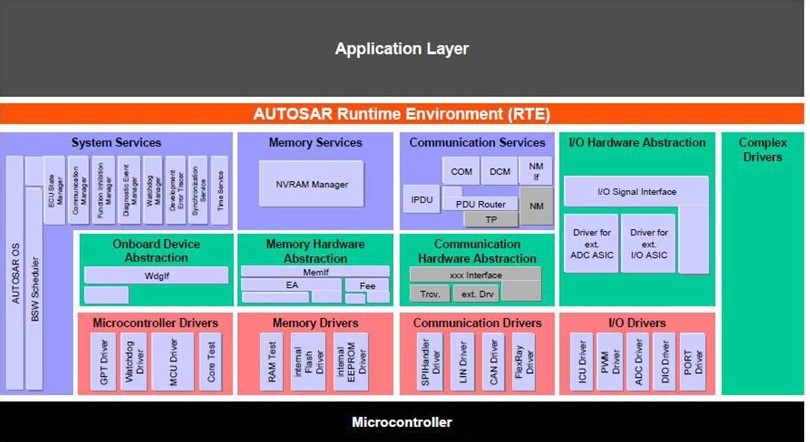 Application Layer
AUTOSAR Runtime Environment (RTE)
System Services
AUTOSAR OS
BSW Scheduler
ECU State
Manager
Communication
Manager
Function Inhibition
Manager
Diagnostic Event
Manager
Watchdog
Manager
Development
Error Tracer
Synchronization
Service
Time Service
Memory Services
NVRAM Manager
Communication Services
COM
DCM
NM
If
IPDU
PDU Router
TP
NM
I/O Hardware Abstraction
I/O Signal Interface
Driver for
ext.
ADC ASIC
Driver for
ext.
I/O ASIC
Complex
Drivers
Onboard Device
Abstraction
WdgIf
Memory Hardware
Abstraction
MemIf
EA
Fee
Communication
Hardware Abstraction
xxx Interface
Trcv.
ext. Drv
Microcontroller Drivers
GPT Driver
Watchdog
Driver
MCU Driver
Core Test
Memory Drivers
RAM Test
internal
Flash
Driver
internal
EEPROM
Driver
Communication Drivers
SPIHandler
Driver
LIN Driver
CAN Driver
FlexRay
Driver
I/O Drivers
ICU Driver
PWM
Driver
ADC Driver
DIO Driver
PORT
Driver
Microcontroller